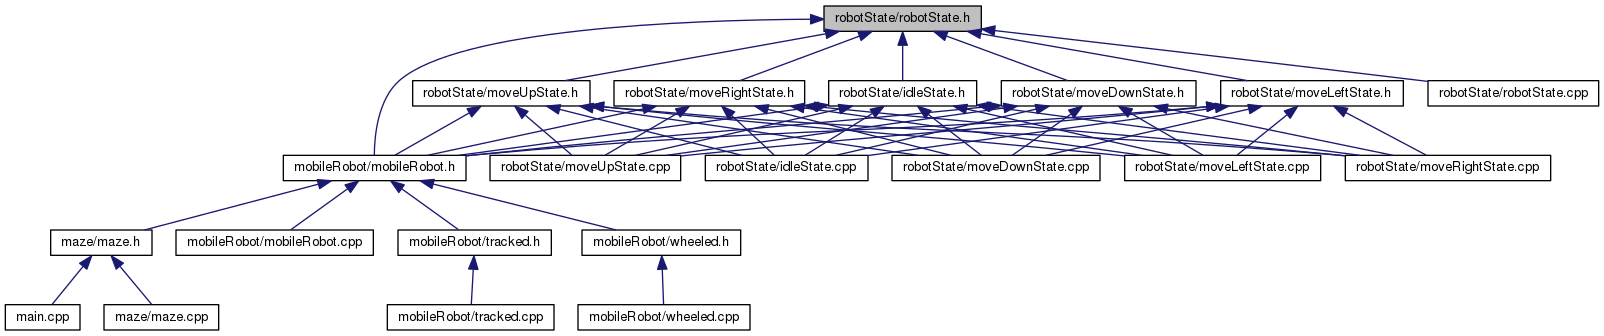 robotState/robotState.h
robotState/moveUpState.h
robotState/moveRightState.h
robotState/idleState.h
robotState/moveDownState.h
robotState/moveLeftState.h
robotState/robotState.cpp
mobileRobot/mobileRobot.h
robotState/moveUpState.cpp
robotState/idleState.cpp
robotState/moveDownState.cpp
robotState/moveLeftState.cpp
robotState/moveRightState.cpp
maze/maze.h
mobileRobot/mobileRobot.cpp
mobileRobot/tracked.h
mobileRobot/wheeled.h
main.cpp
maze/maze.cpp
mobileRobot/tracked.cpp
mobileRobot/wheeled.cpp